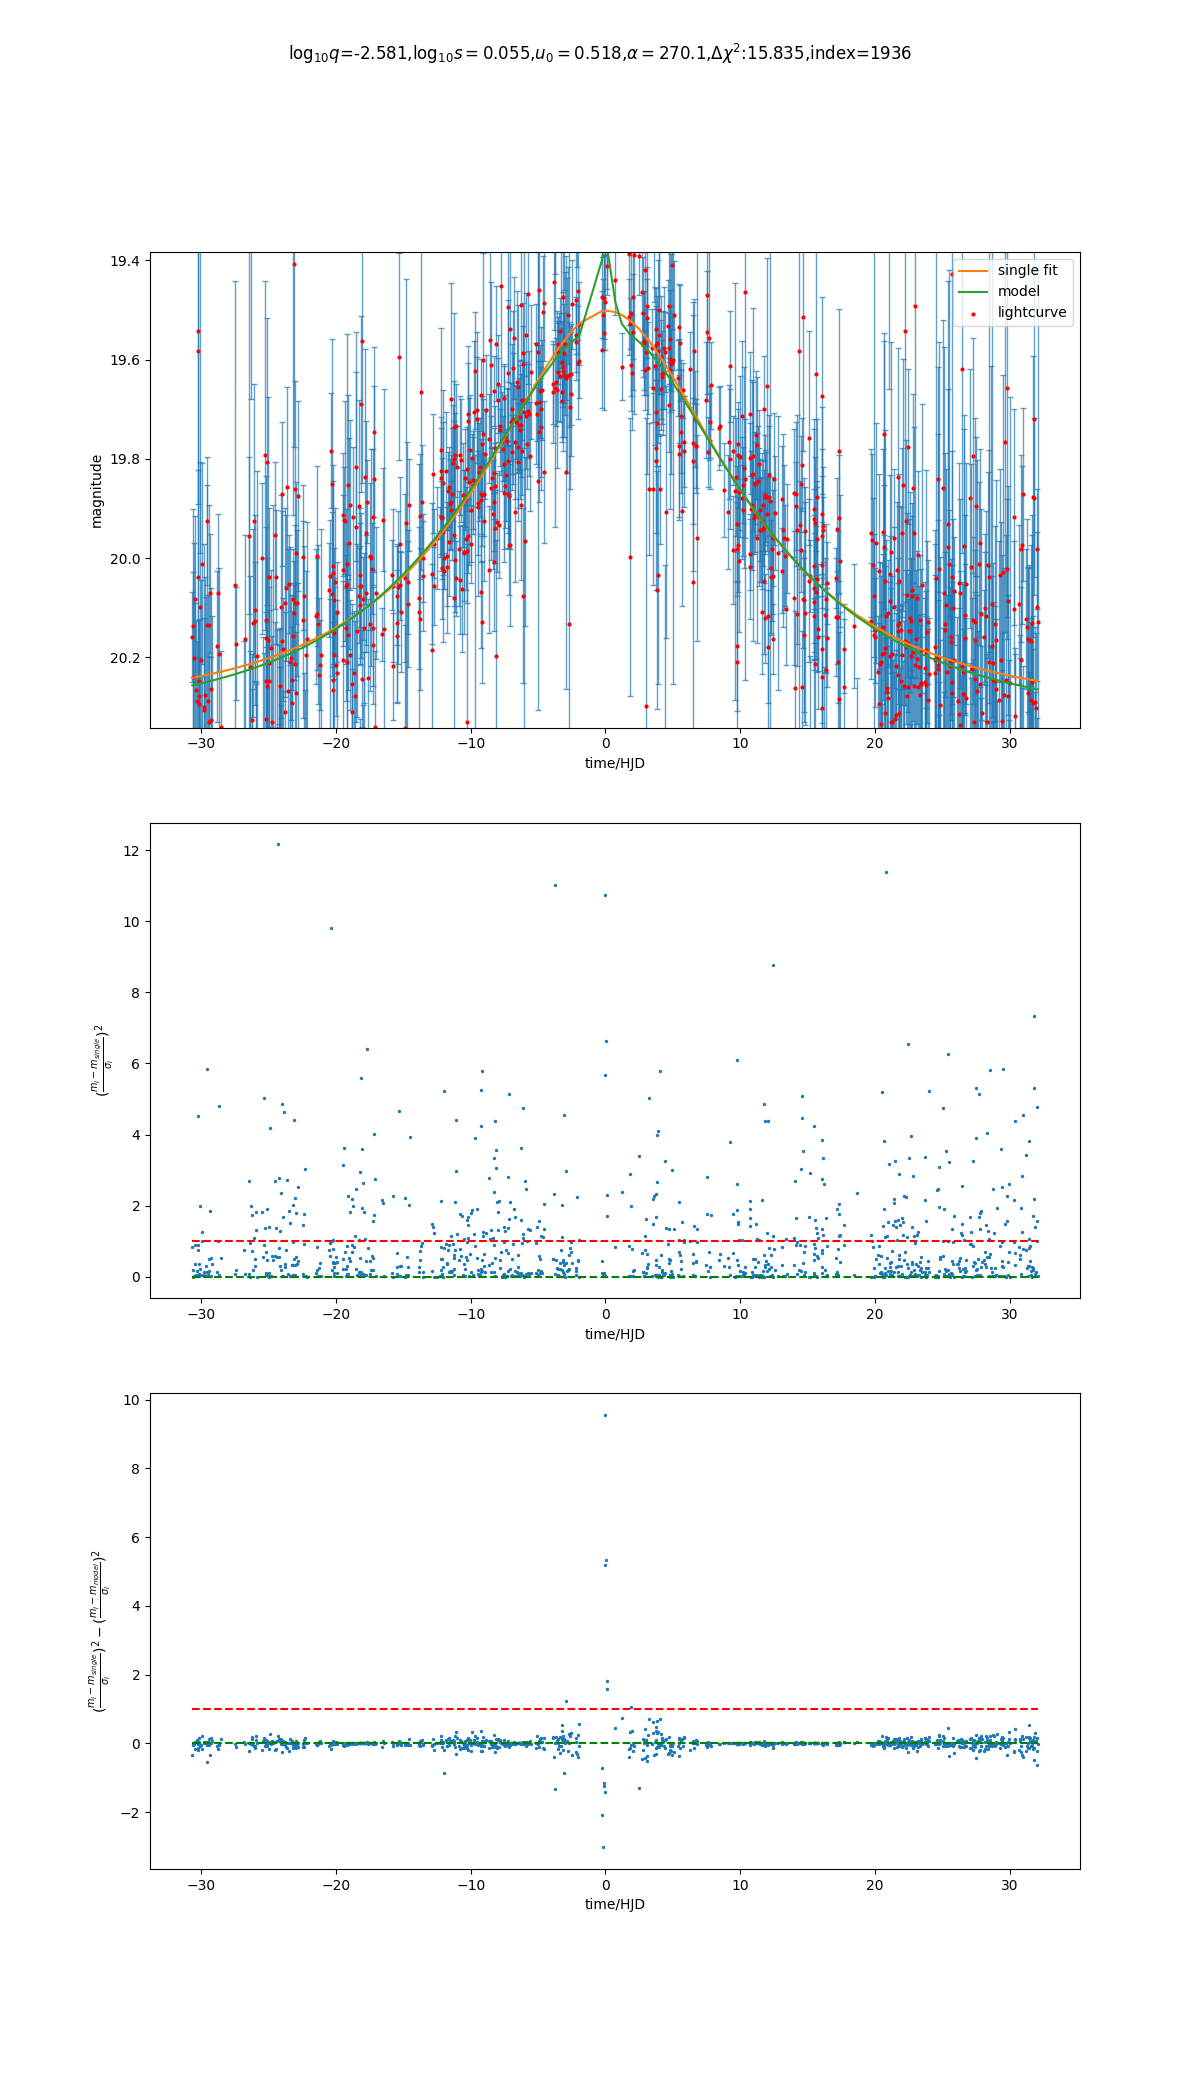 log₁₀q=-2.581,log₁₀s = 0.055,u₀ = 0.518,α = 270.1,Δχ²:15.835,index=1936
single fit
model
lightcurve
19.4
19.6
19.8
20.0
20.2
magnitude
−30 −20 −10 0 10 20 30
time/HJD
12
10
8
6
4
2
0
((mᵢ − m_single)/σᵢ)²
−30 −20 −10 0 10 20 30
time/HJD
10
8
6
4
2
0
−2
((mᵢ − m_single)/σᵢ)² − ((mᵢ − m_model)/σᵢ)²
−30 −20 −10 0 10 20 30
time/HJD